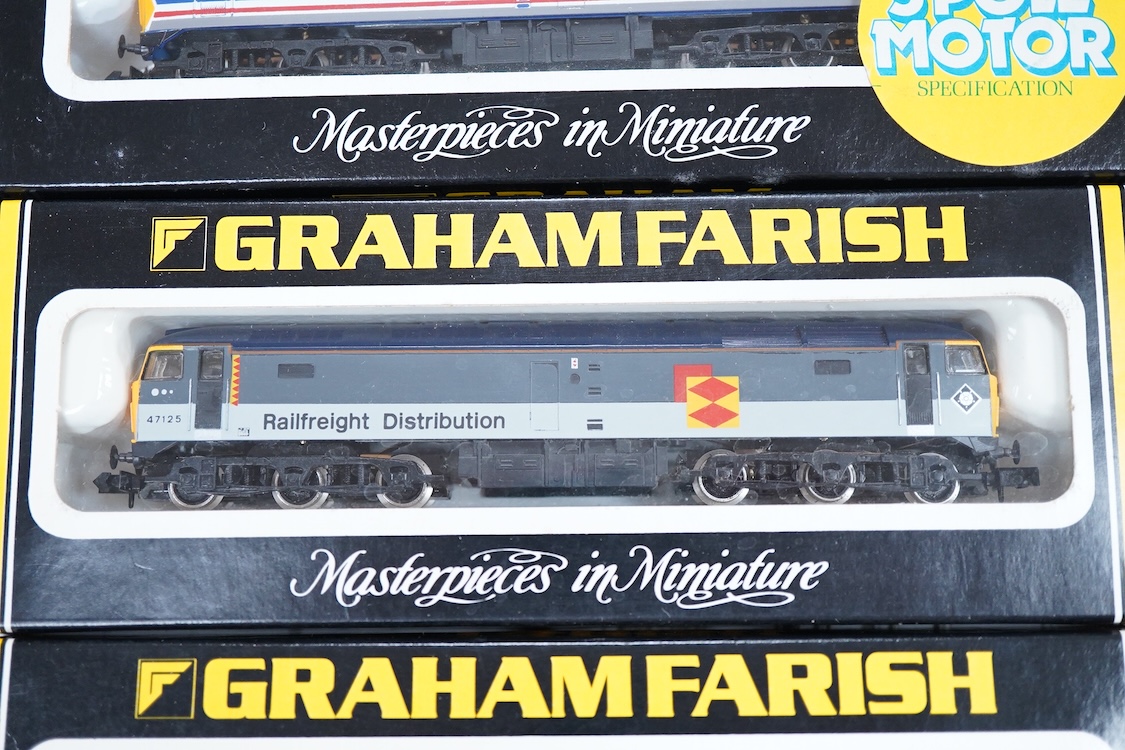 MOTOR
SPECIFICATION
Masterpieces in Miniature
GRAHAM FARISH
47125
Railfreight Distribution
Masterpieces in Miniature
GRAHAM FARISH